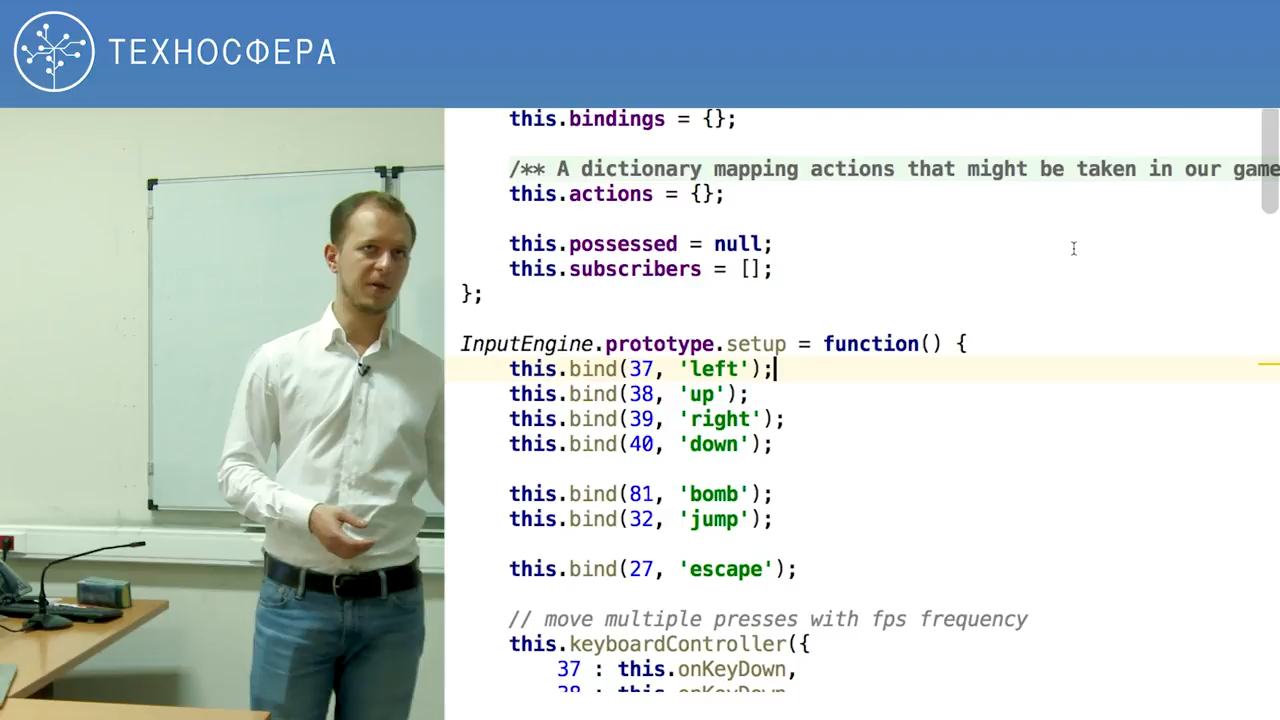 ТЕХНОСФЕРА
this.bindings = {};
/** A dictionary mapping actions that might be taken in our game
this.actions = {};
this.possessed = null;
this.subscribers = [];
};
InputEngine.prototype.setup = function() {
this.bind(37, 'left');
this.bind(38, 'up');
this.bind(39, 'right');
this.bind(40, 'down');
this.bind(81, 'bomb');
this.bind(32, 'jump');
this.bind(27, 'escape');
// move multiple presses with fps frequency
this.keyboardController({
37 : this.onKeyDown,
38 : this.onKeyDown